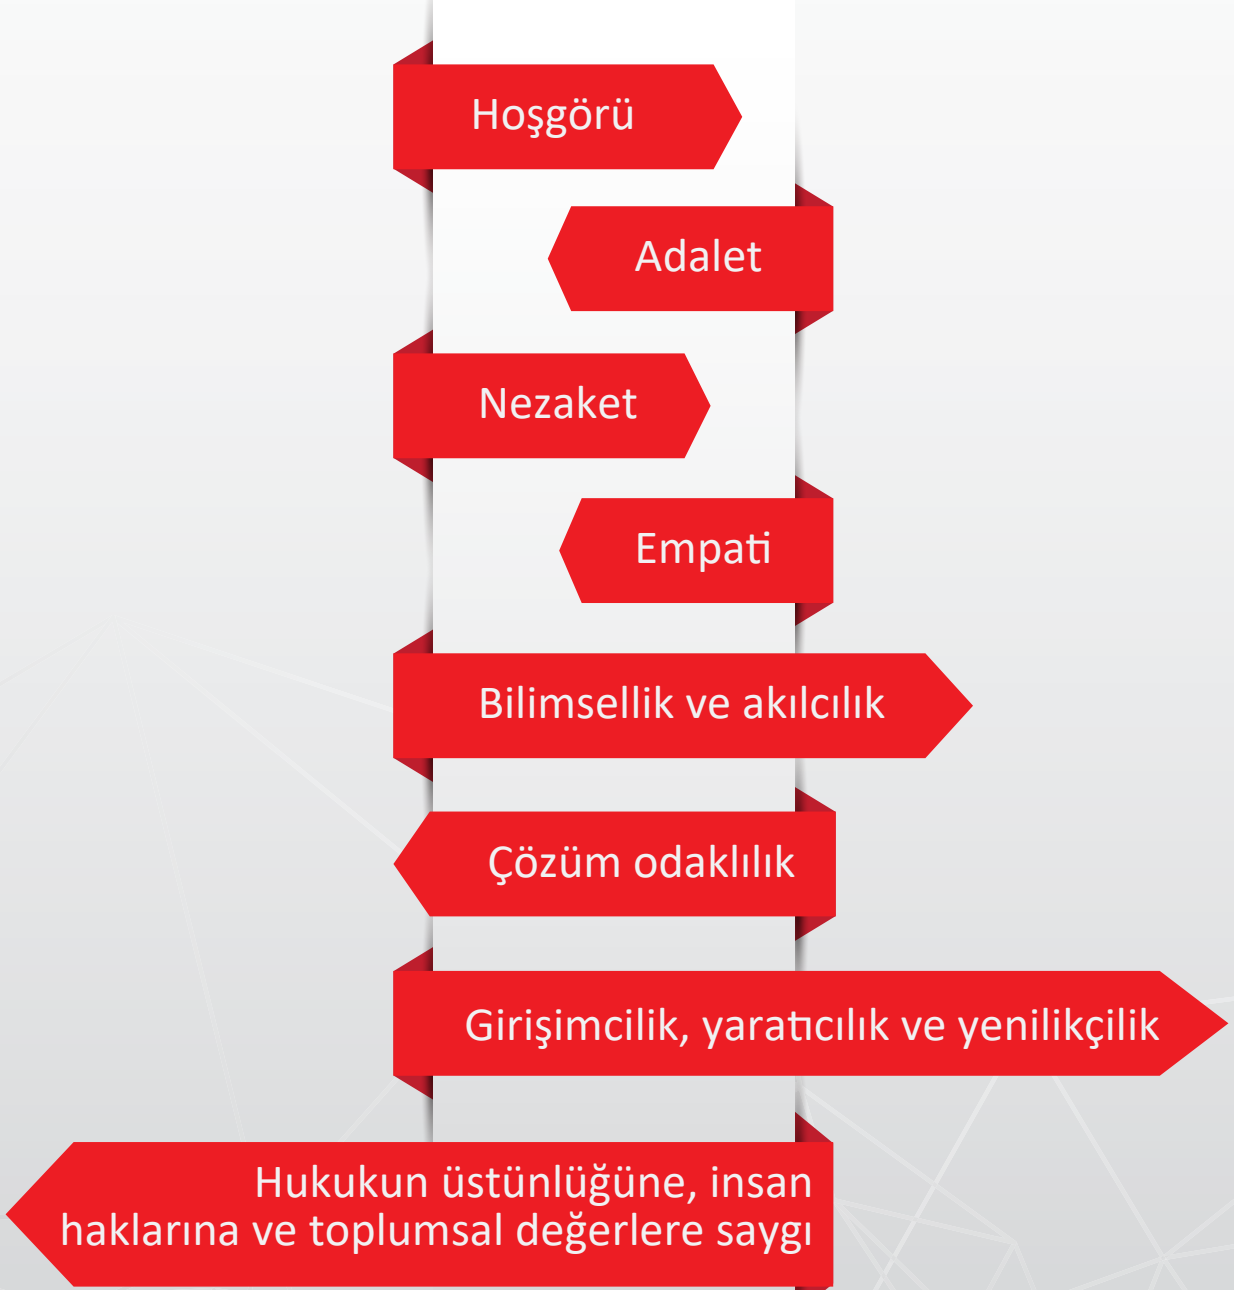 Hoşgörü
Adalet
Nezaket
Empati
Bilimsellik ve akılcılık
Çözüm odaklılık
Girişimcilik, yaratıcılık ve yenilikçilik
Hukukun üstünlüğüne, insan
haklarına ve toplumsal değerlere saygı